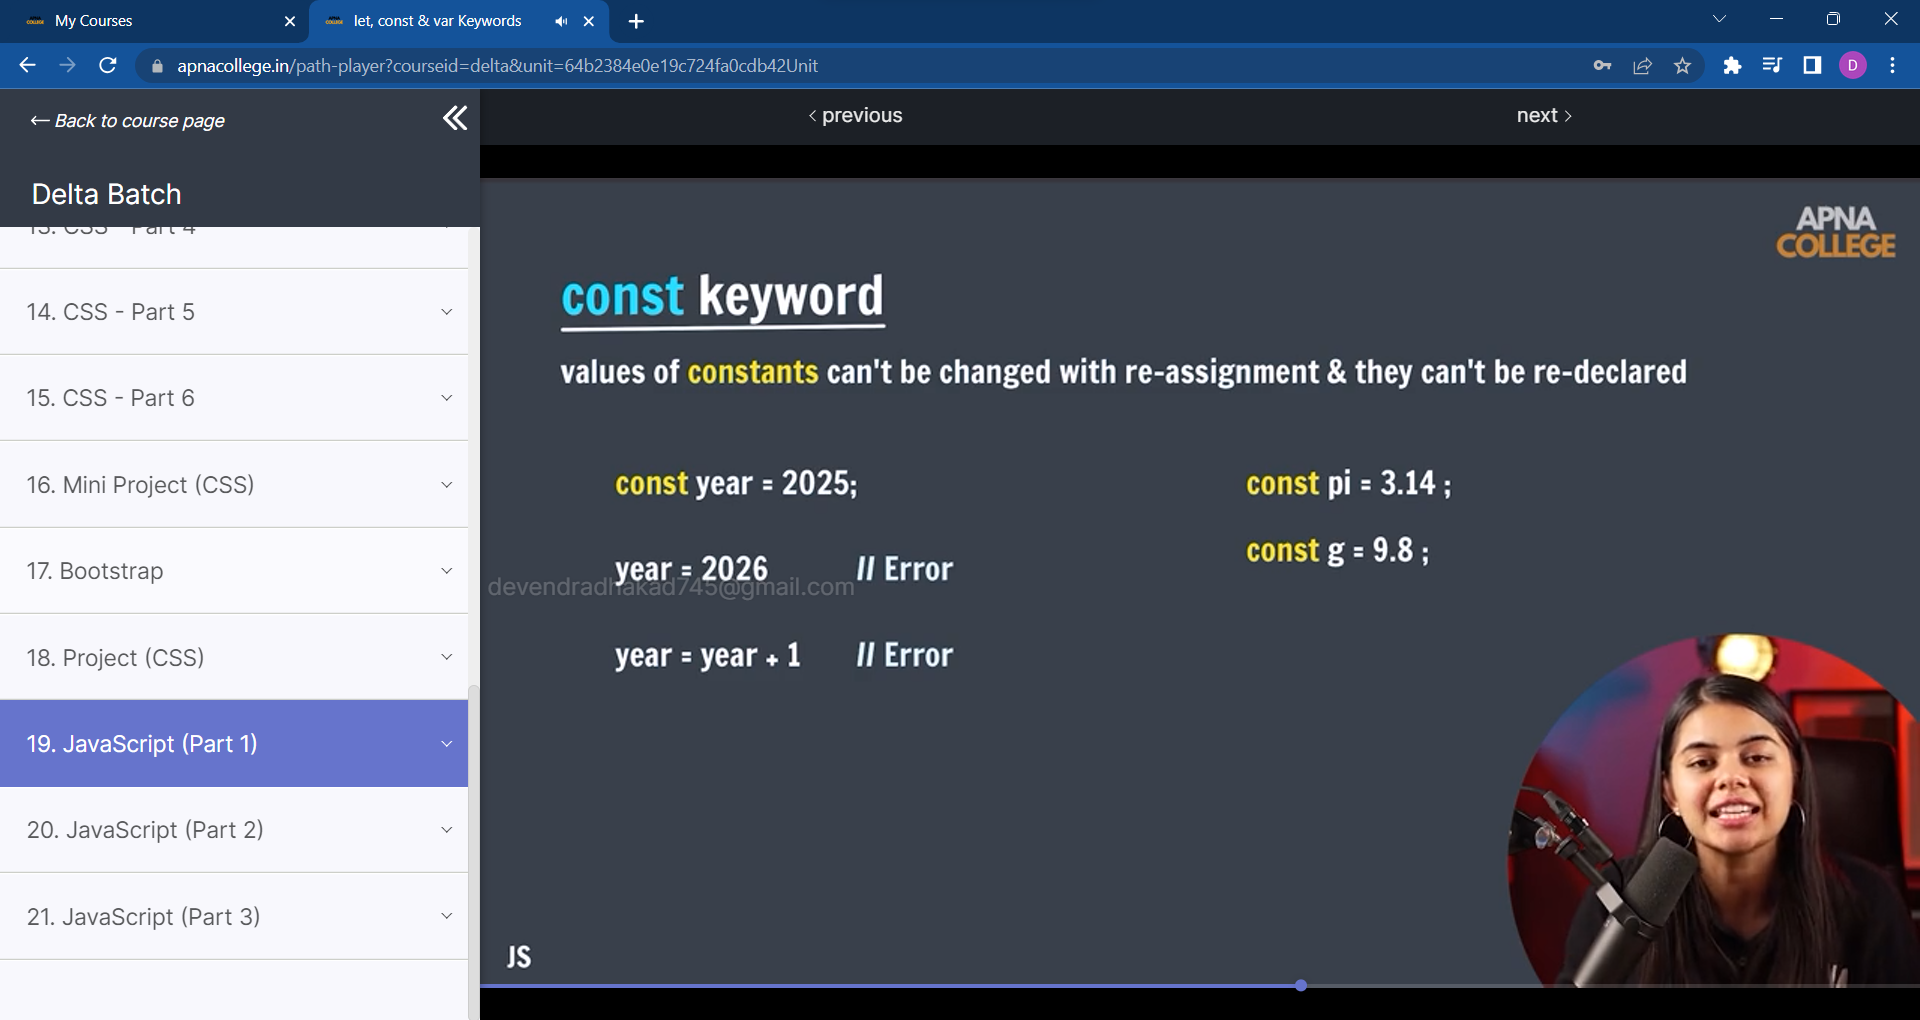 My Courses
let, const & var Keywords
apnacollege.in/path-player?courseid=delta&unit=64b2384e0e19c724fa0cdb42Unit
D
← Back to course page
‹ previous
next ›
Delta Batch
13. CSS - Part 4
14. CSS - Part 5
15. CSS - Part 6
16. Mini Project (CSS)
17. Bootstrap
18. Project (CSS)
19. JavaScript (Part 1)
20. JavaScript (Part 2)
21. JavaScript (Part 3)
APNA
COLLEGE
const keyword
values of constants can't be changed with re-assignment & they can't be re-declared
const year = 2025;
year = 2026 // Error
year = year + 1 // Error
const pi = 3.14 ;
const g = 9.8 ;
devendradhakad745@gmail.com
JS